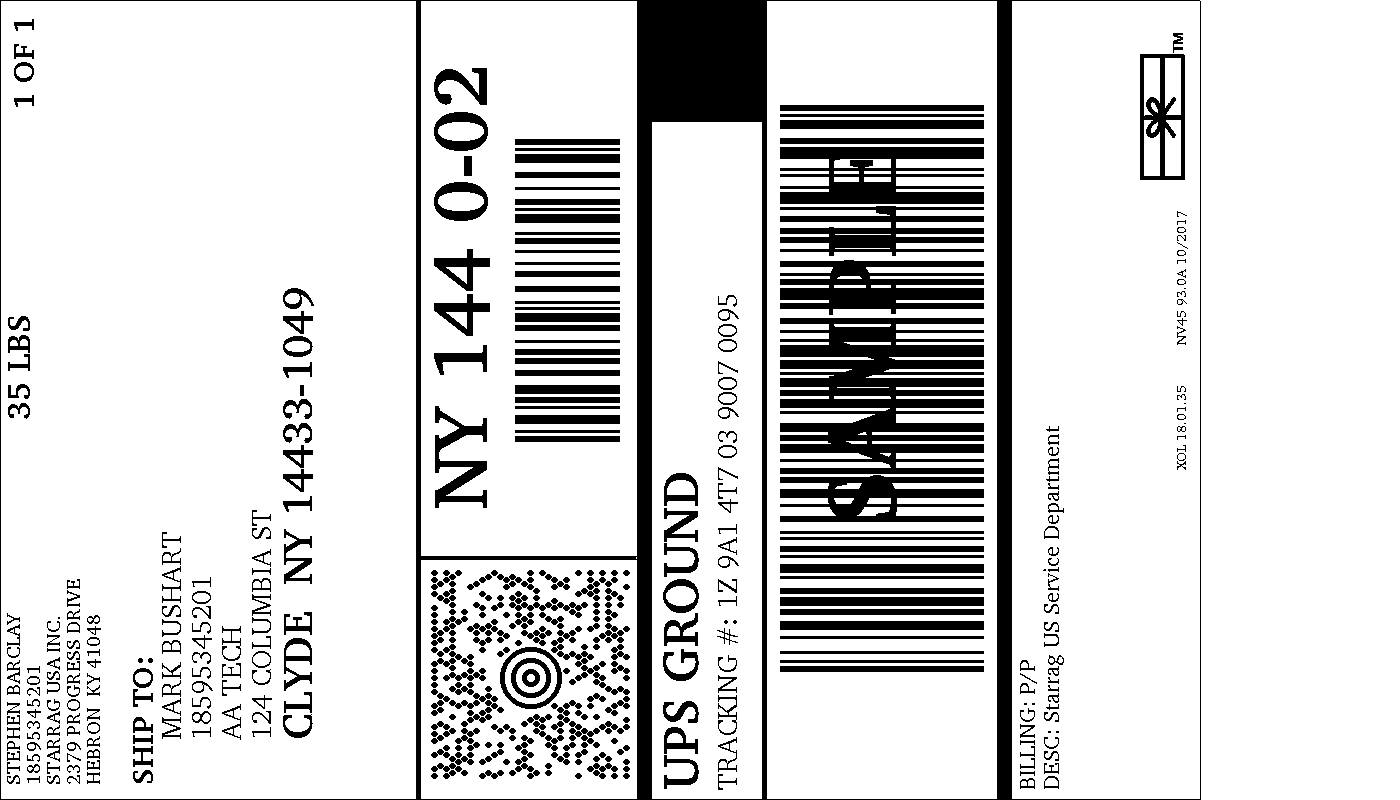 STEPHEN BARCLAY
18595345201
STARRAG USA INC.
2379 PROGRESS DRIVE
HEBRON KY 41048
35 LBS
1 OF 1
SHIP TO:
MARK BUSHART
18595345201
AA TECH
124 COLUMBIA ST
CLYDE NY 14433-1049
NY 144 0-02
UPS GROUND
TRACKING #: 1Z 9A1 4T7 03 9007 0095
SAMPLE
BILLING: P/P
DESC: Starrag US Service Department
XOL 18.01.35 NV45 93.0A 10/2017
TM